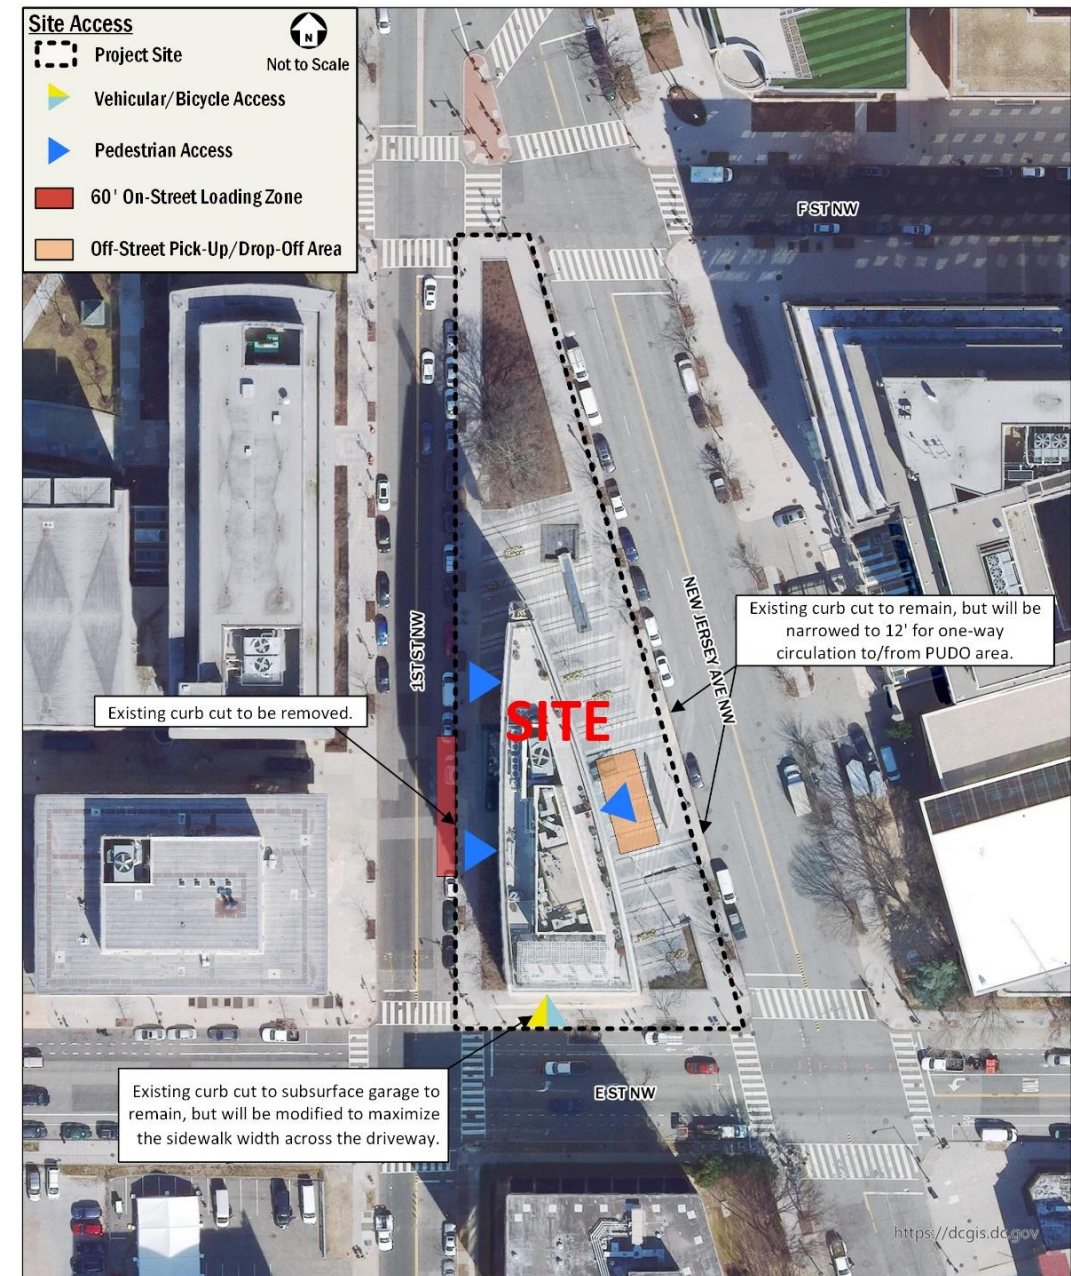 Site Access
N
Not to Scale
Project Site
Vehicular/Bicycle Access
Pedestrian Access
60' On-Street Loading Zone
Off-Street Pick-Up/Drop-Off Area
F ST NW
1ST ST NW
NEW JERSEY AVE NW
Existing curb cut to remain, but will be
narrowed to 12' for one-way
circulation to/from PUDO area.
Existing curb cut to be removed.
SITE
Existing curb cut to subsurface garage to
remain, but will be modified to maximize
the sidewalk width across the driveway.
E ST NW
https://dcgis.dc.gov